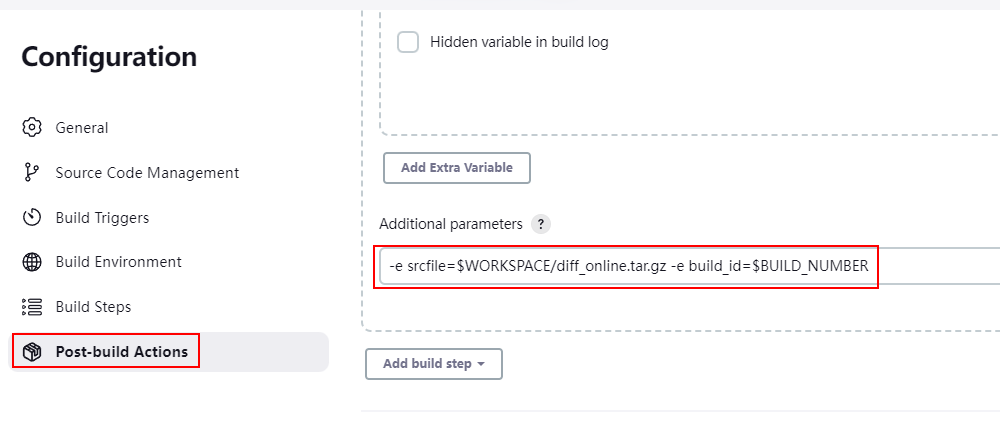 Configuration
General
Source Code Management
Build Triggers
Build Environment
Build Steps
Post-build Actions
Hidden variable in build log
Add Extra Variable
Additional parameters ?
-e srcfile=$WORKSPACE/diff_online.tar.gz -e build_id=$BUILD_NUMBER
Add build step